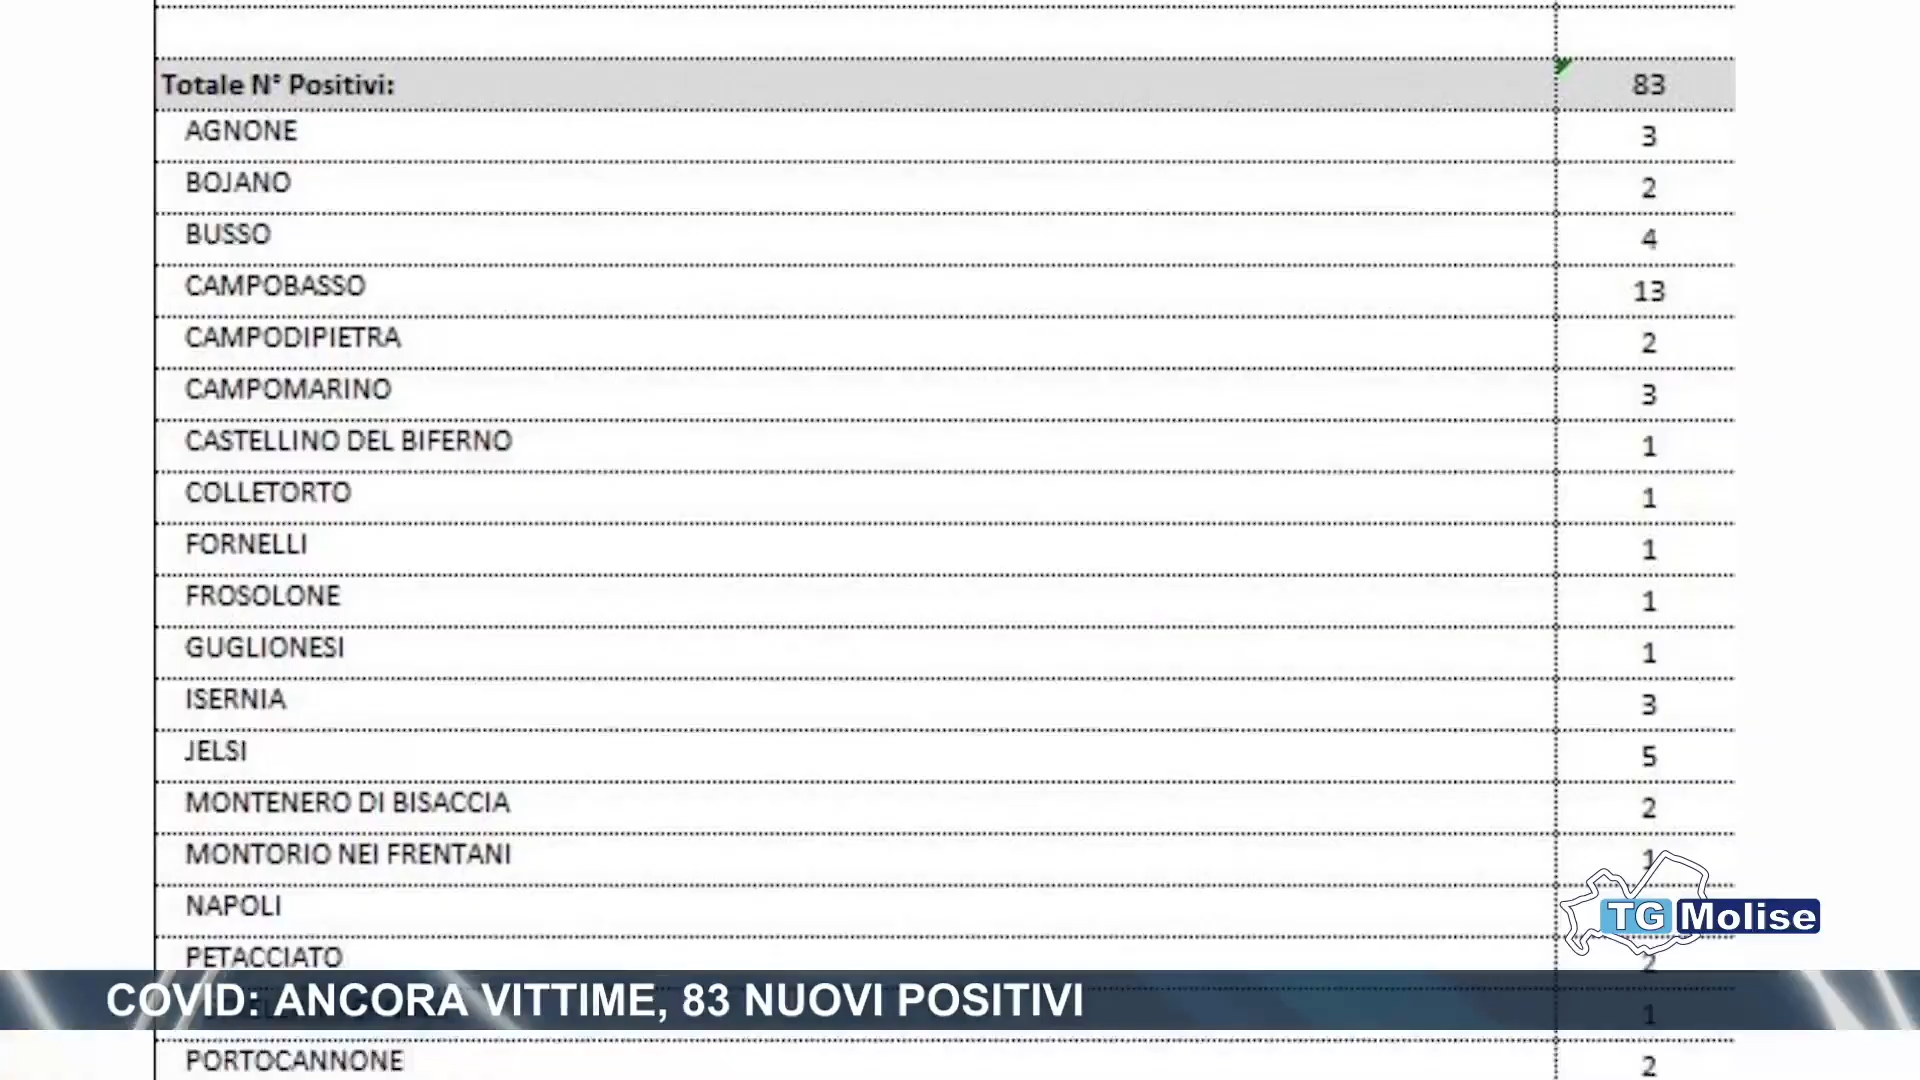 Totale N° Positivi: 83
AGNONE 3
BOJANO 2
BUSSO 4
CAMPOBASSO 13
CAMPODIPIETRA 2
CAMPOMARINO 3
CASTELLINO DEL BIFERNO 1
COLLETORTO 1
FORNELLI 1
FROSOLONE 1
GUGLIONESI 1
ISERNIA 3
JELSI 5
MONTENERO DI BISACCIA 2
MONTORIO NEI FRENTANI 1
NAPOLI
TG Molise
PETACCIATO 2
COVID: ANCORA VITTIME, 83 NUOVI POSITIVI
1
PORTOCANNONE 2